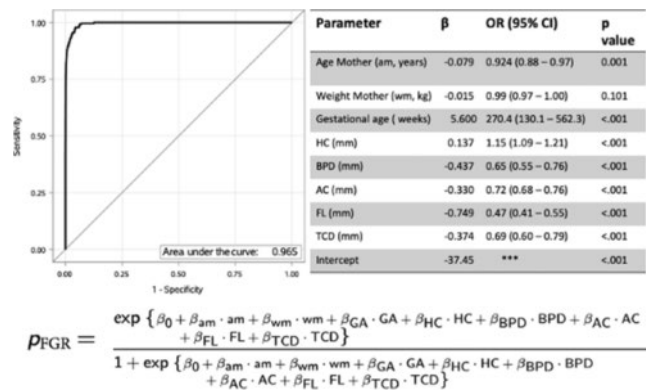 1.00
0.75
0.50
0.25
0.00
Sensitivity
Area under the curve: 0.965
0.00 0.25 0.50 0.75 1.00
1 - Specificity
Parameter β OR (95% CI) p value
Age Mother (am, years) -0.079 0.924 (0.88 – 0.97) 0.001
Weight Mother (wm, kg) -0.015 0.99 (0.97 – 1.00) 0.101
Gestational age ( weeks) 5.600 270.4 (130.1 – 562.3) <.001
HC (mm) 0.137 1.15 (1.09 – 1.21) <.001
BPD (mm) -0.437 0.65 (0.55 – 0.76) <.001
AC (mm) -0.330 0.72 (0.68 – 0.76) <.001
FL (mm) -0.749 0.47 (0.41 – 0.55) <.001
TCD (mm) -0.374 0.69 (0.60 – 0.79) <.001
Intercept -37.45 *** <.001
exp {β0 + βam · am + βwm · wm + βGA · GA + βHC · HC + βBPD · BPD + βAC · AC
+ βFL · FL + βTCD · TCD}
pFGR =
1 + exp {β0 + βam · am + βwm · wm + βGA · GA + βHC · HC + βBPD · BPD
+ βAC · AC + βFL · FL + βTCD · TCD}